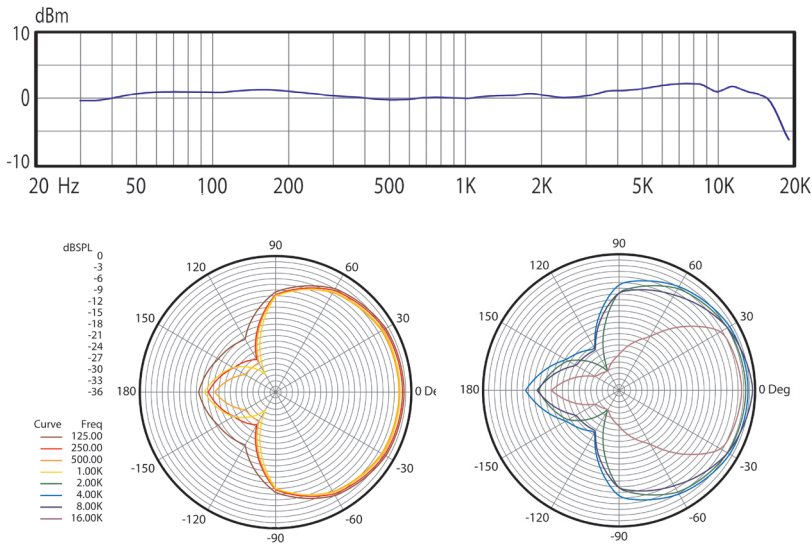 dBm
10
0
-10
20 Hz 50 100 200 500 1K 2K 5K 10K 20K
dBSPL
0
-3
-6
-9
-12
-15
-18
-21
-24
-27
-30
-33
-36
90
120 60
150 30
180 0 De
-150 -30
-120 -60
-90
90
120 60
150 30
180 0 Deg
-150 -30
-120 -60
-90
Curve Freq
125.00
250.00
500.00
1.00K
2.00K
4.00K
8.00K
16.00K